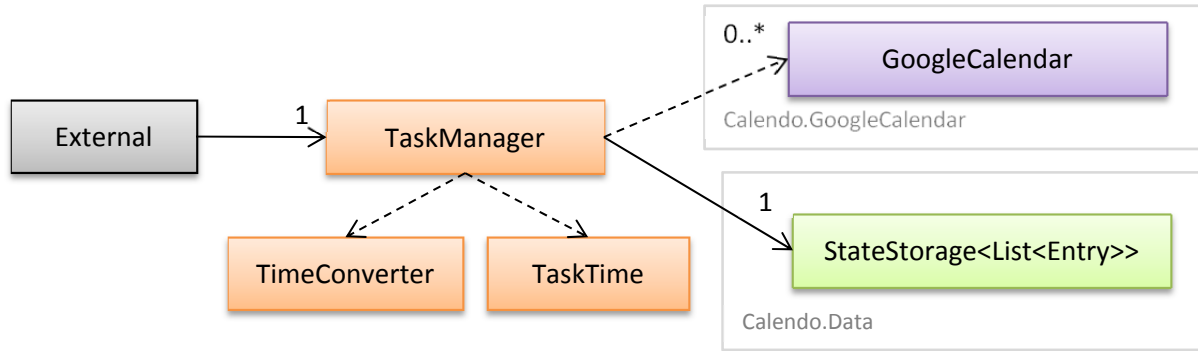 0..*
GoogleCalendar
Calendo.GoogleCalendar
External
1
TaskManager
1
StateStorage<List<Entry>>
TimeConverter
TaskTime
Calendo.Data